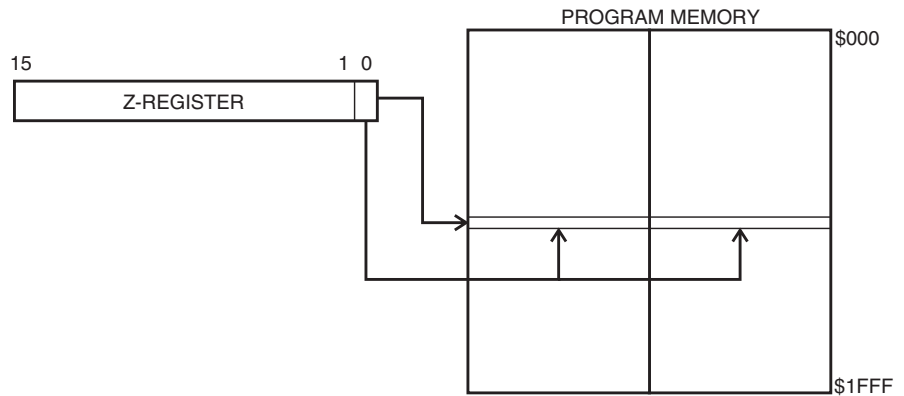 PROGRAM MEMORY
$000
15 1 0
Z-REGISTER
$1FFF